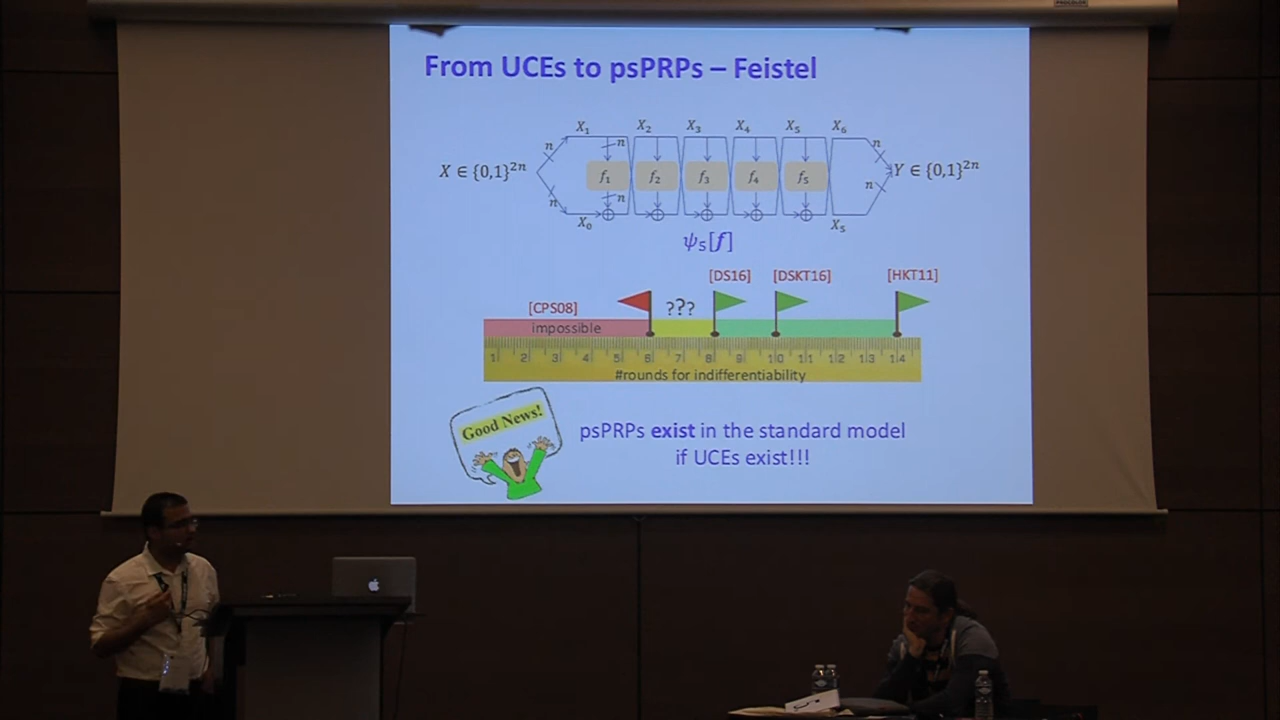 From UCEs to psPRPs – Feistel
X₁ X₂ X₃ X₄ X₅ X₆
n n n
X ∈ {0,1}²ⁿ f₁ f₂ f₃ f₄ f₅ Y ∈ {0,1}²ⁿ
n n n
X₀ X₅
ψ₅[f]
[DS16] [DSKT16] [HKT11]
[CPS08] ???
impossible
1 2 3 4 5 6 7 8 9 10 11 12 13 14
#rounds for indifferentiability
Good News!
psPRPs exist in the standard model
if UCEs exist!!!